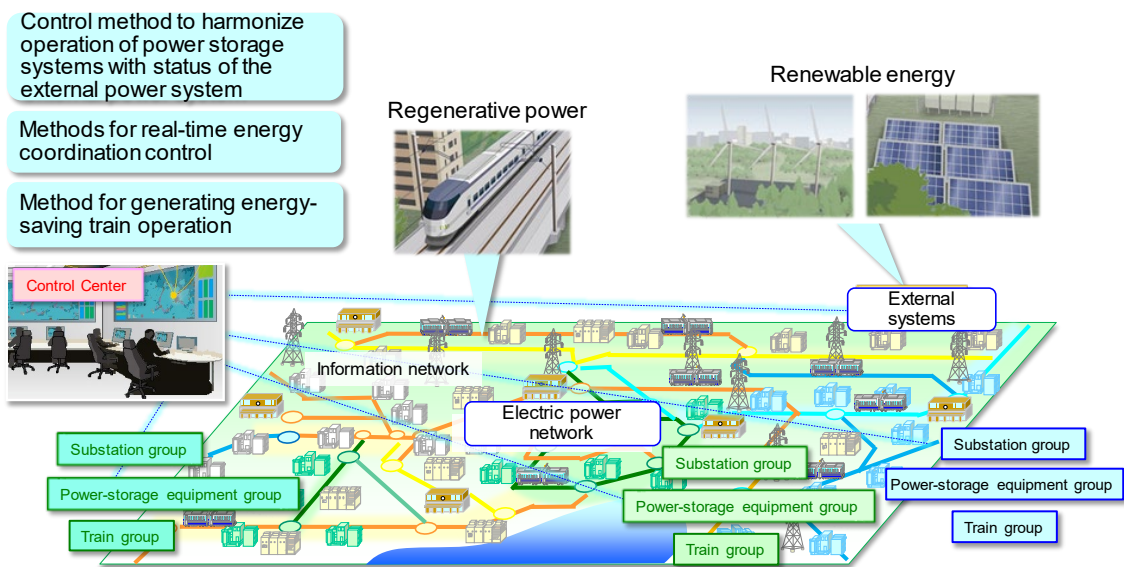 Control method to harmonize
operation of power storage
systems with status of the
external power system
Methods for real-time energy
coordination control
Method for generating energy-
saving train operation
Regenerative power
Renewable energy
Control Center
External
systems
Information network
Electric power
network
Substation group
Power-storage equipment group
Train group
Substation group
Power-storage equipment group
Train group
Substation group
Power-storage equipment group
Train group